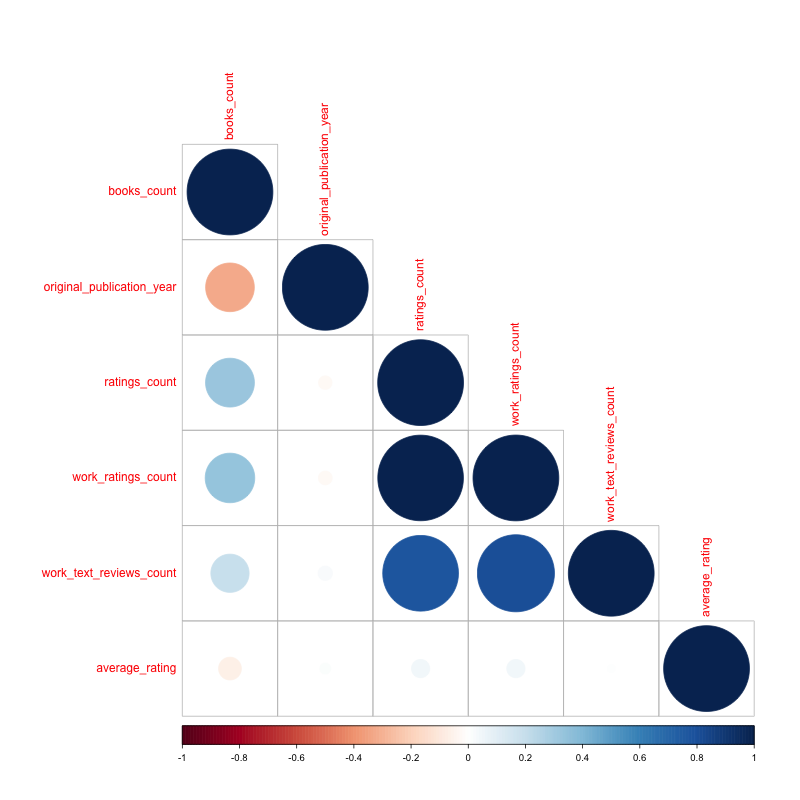 books_count
original_publication_year
ratings_count
work_ratings_count
work_text_reviews_count
average_rating
books_count
original_publication_year
ratings_count
work_ratings_count
work_text_reviews_count
average_rating
-1 -0.8 -0.6 -0.4 -0.2 0 0.2 0.4 0.6 0.8 1